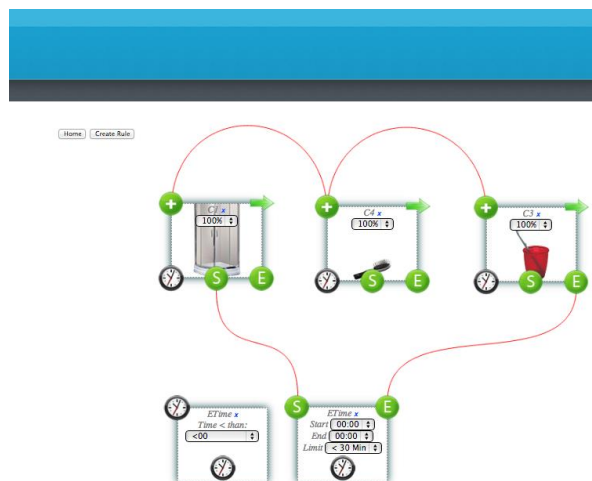 Home Create Rule
C1 x
100%
C4 x
100%
C3 x
100%
S E
S E
S E
S E
ETime x
Time < than:
<00
ETime x
Start 00:00
End 00:00
Limit < 30 Min